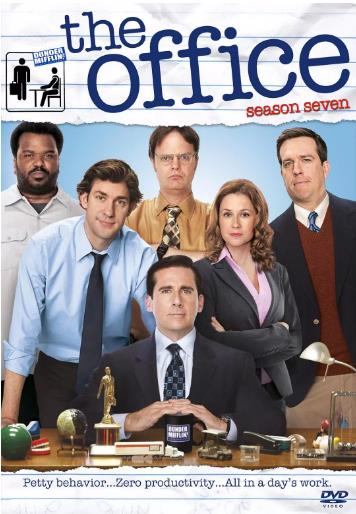 the
office
DUNDER
MIFFLIN
season seven
DUNDER
MIFFLIN
Petty behavior...Zero productivity...All in a day's work.
DVD
VIDEO